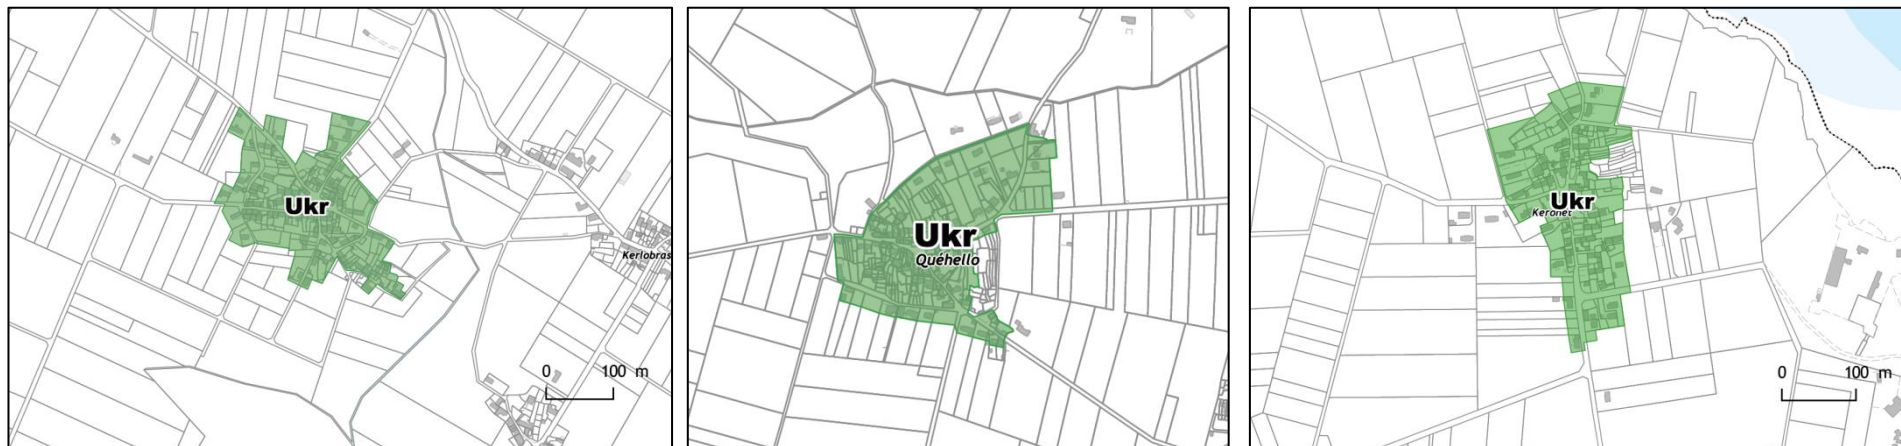 Ukr
Kerlobras
0 100 m
Ukr
Quéhello
Ukr
Keronet
0 100 m